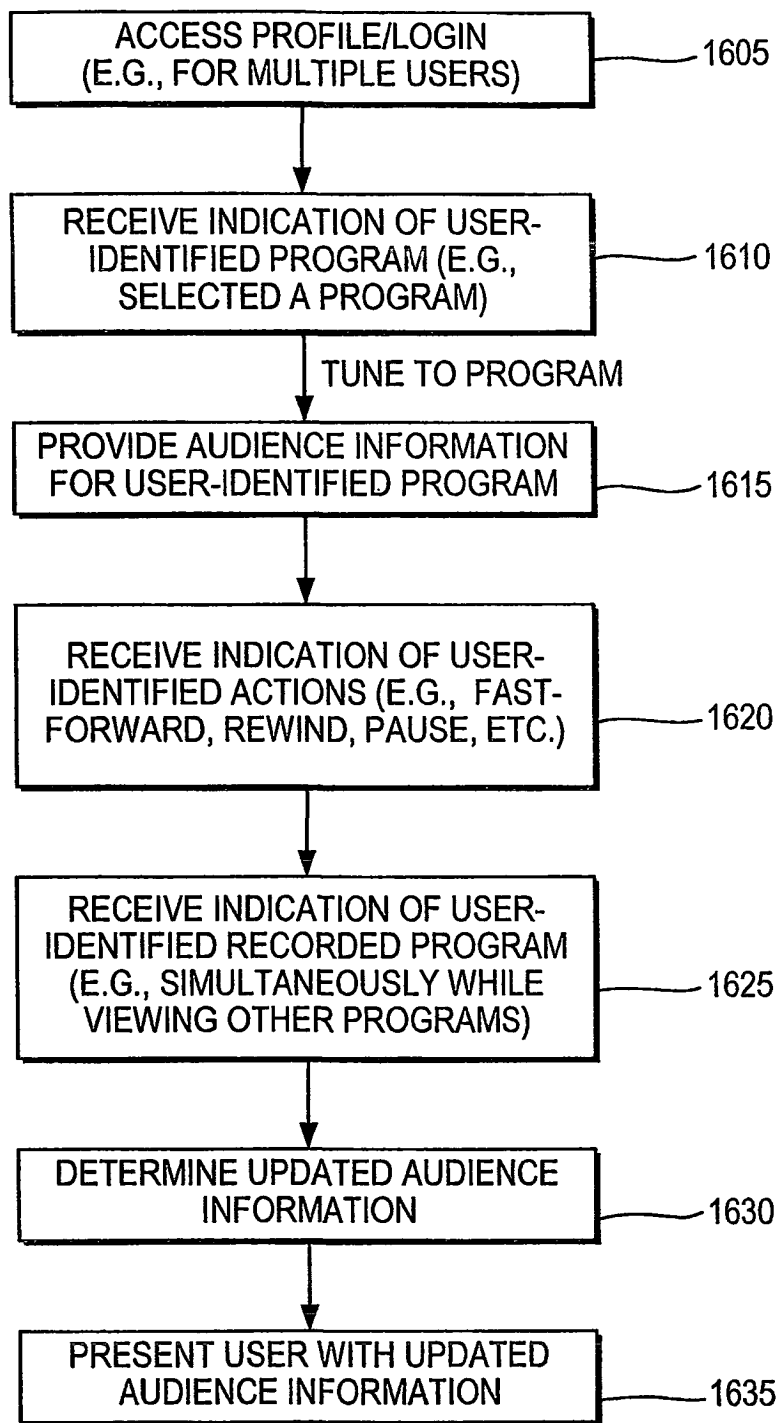 ACCESS PROFILE/LOGIN
(E.G., FOR MULTIPLE USERS)
1605
RECEIVE INDICATION OF USER-
IDENTIFIED PROGRAM (E.G.,
SELECTED A PROGRAM)
1610
TUNE TO PROGRAM
PROVIDE AUDIENCE INFORMATION
FOR USER-IDENTIFIED PROGRAM
1615
RECEIVE INDICATION OF USER-
IDENTIFIED ACTIONS (E.G., FAST-
FORWARD, REWIND, PAUSE, ETC.)
1620
RECEIVE INDICATION OF USER-
IDENTIFIED RECORDED PROGRAM
(E.G., SIMULTANEOUSLY WHILE
VIEWING OTHER PROGRAMS)
1625
DETERMINE UPDATED AUDIENCE
INFORMATION
1630
PRESENT USER WITH UPDATED
AUDIENCE INFORMATION
1635